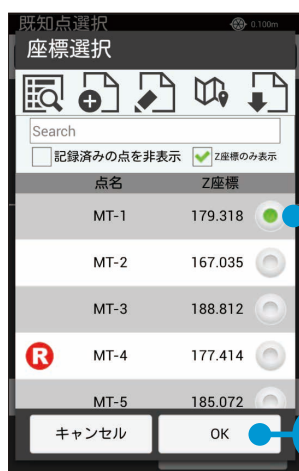 既知点選択 0.100m
座標選択
Search
記録済みの点を非表示 Z座標のみ表示
点名 Z座標
MT-1 179.318
MT-2 167.035
MT-3 188.812
R MT-4 177.414
MT-5 185.072
キャンセル OK